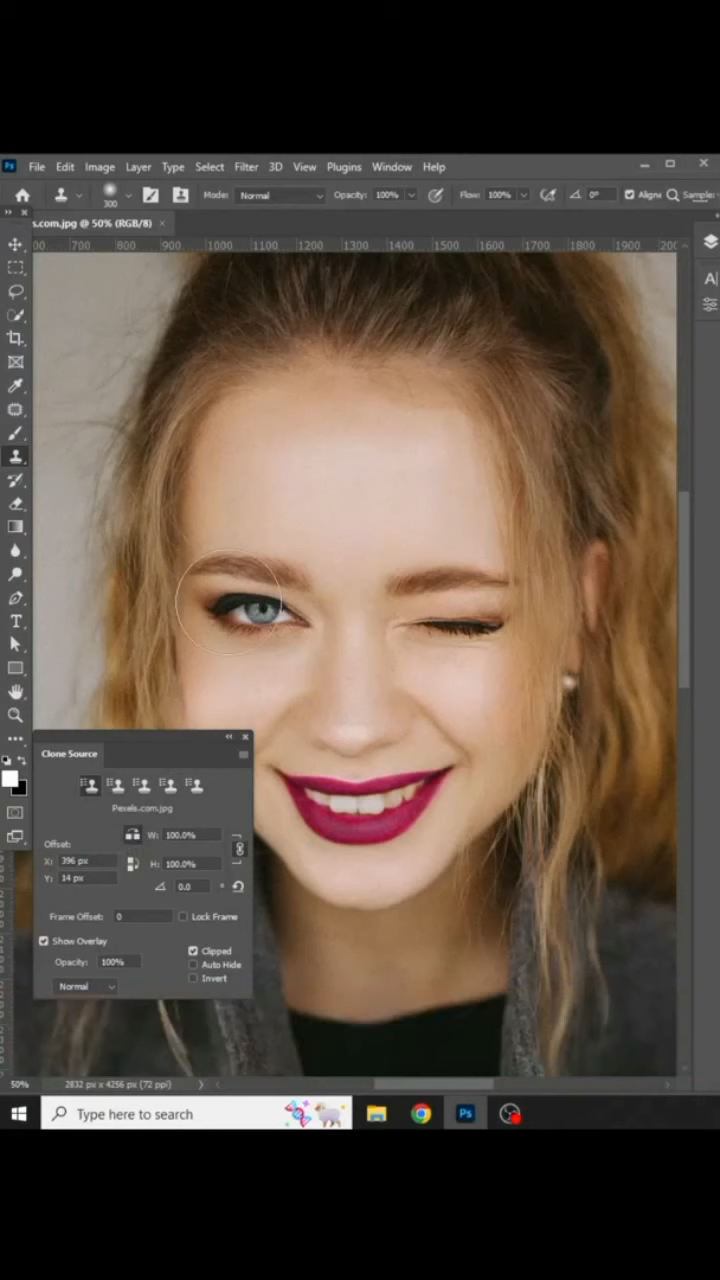 Ps File Edit Image Layer Type Select Filter 3D View Plugins Window Help
300 Mode: Normal Opacity: 100% Flow: 100% 0° Aligne Sample:
s.com.jpg @ 50% (RGB/8) ×
700 800 900 1000 1100 1200 1300 1400 1500 1600 1700 1800 1900
A|
T
Clone Source
Pexels.com.jpg
W: 100.0%
Offset:
X: 396 px H: 100.0%
Y: 14 px 0.0 °
Frame Offset: 0 Lock Frame
Show Overlay Clipped
Opacity: 100% Auto Hide
Normal Invert
50% 2832 px x 4256 px (72 ppi)
Type here to search Ps